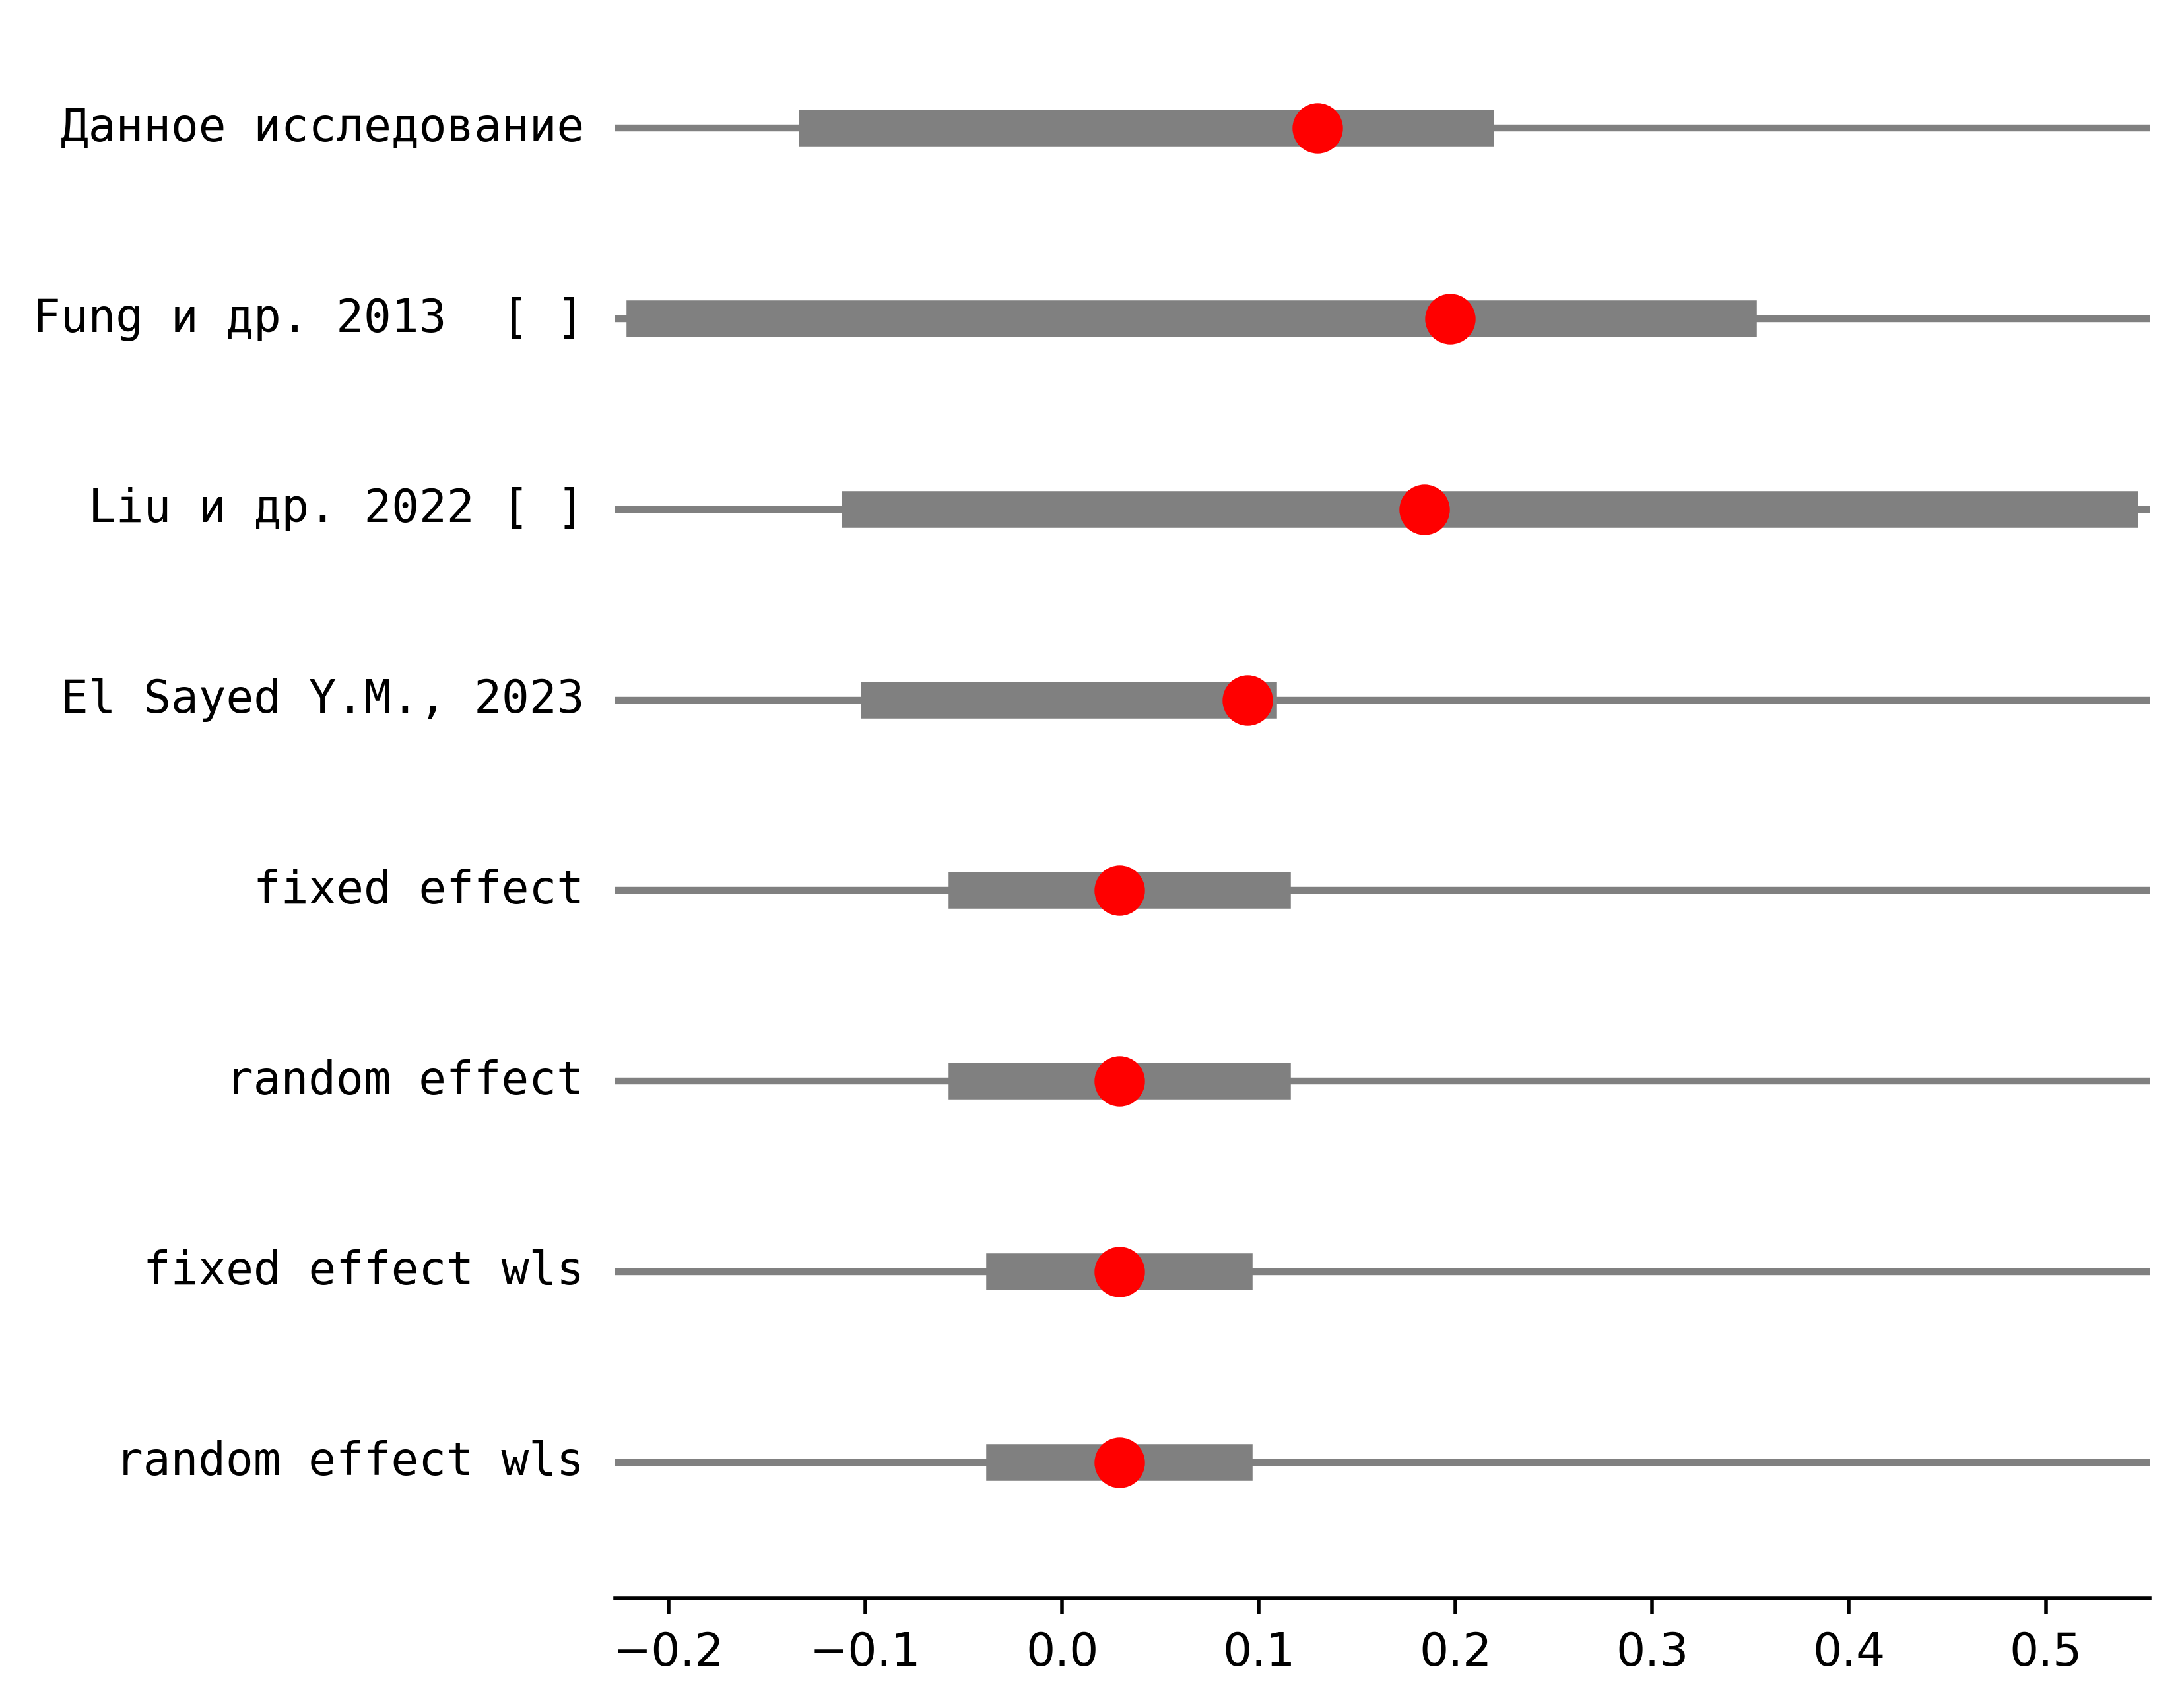 Данное исследование
Fung и др. 2013  [ ]
Liu и др. 2022 [ ]
El Sayed Y.M., 2023
fixed effect
random effect
fixed effect wls
random effect wls
−0.2 −0.1 0.0 0.1 0.2 0.3 0.4 0.5